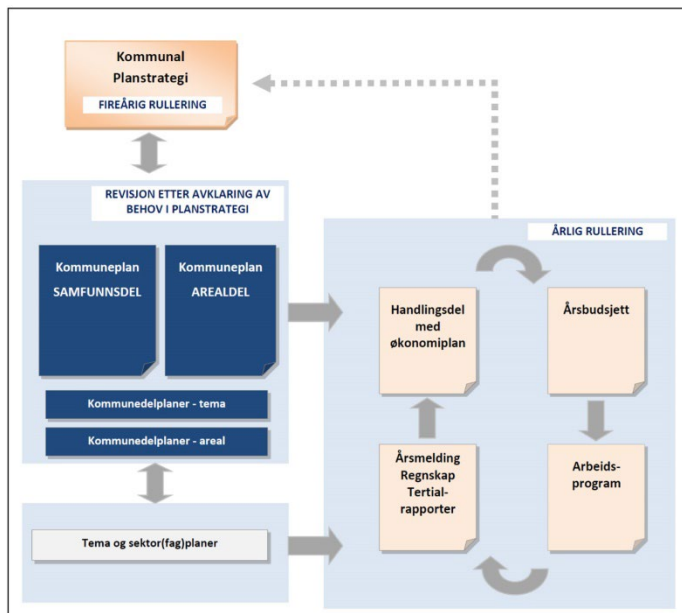 Kommunal
Planstrategi
FIREÅRIG RULLERING
REVISJON ETTER AVKLARING AV
BEHOV I PLANSTRATEGI
Kommuneplan
SAMFUNNSDEL
Kommuneplan
AREALDEL
Kommunedelplaner - tema
Kommunedelplaner - areal
Tema og sektor(fag)planer
ÅRLIG RULLERING
Handlingsdel
med
økonomiplan
Årsbudsjett
Årsmelding
Regnskap
Tertial-
rapporter
Arbeids-
program